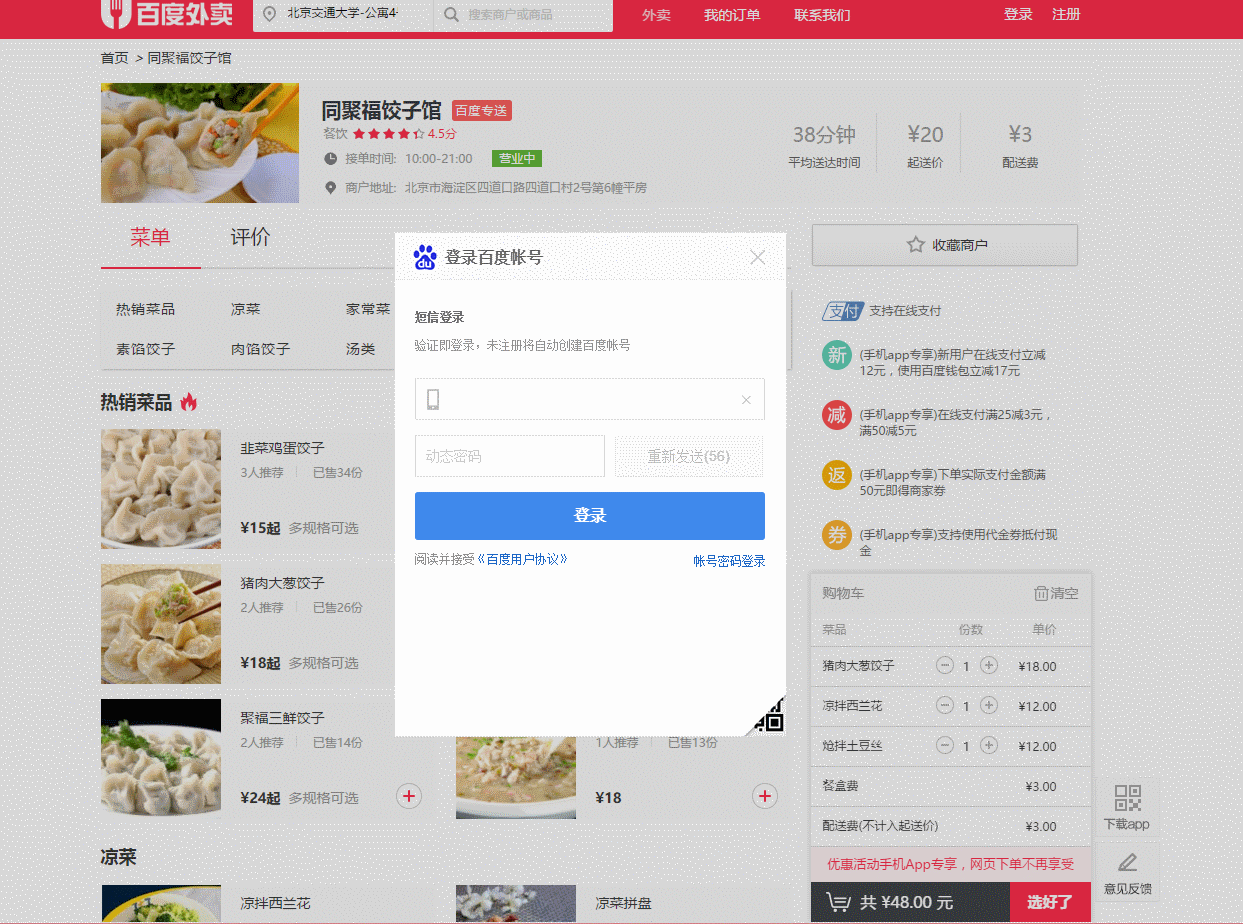 百度外卖
北京交通大学-公寓4·
搜索商户或商品
外卖
我的订单
联系我们
登录
注册
首页 > 同聚福饺子馆
同聚福饺子馆 百度专送
餐饮 4.5分
接单时间: 10:00-21:00 营业中
商户地址: 北京市海淀区四道口路四道口村2号第6幢平房
38分钟
平均送达时间
¥20
起送价
¥3
配送费
菜单
评价
收藏商户
热销菜品
凉菜
家常菜
素馅饺子
肉馅饺子
汤类
热销菜品
韭菜鸡蛋饺子
3人推荐 已售34份
¥15起 多规格可选
猪肉大葱饺子
2人推荐 已售26份
¥18起 多规格可选
聚福三鲜饺子
2人推荐 已售14份
¥24起 多规格可选
1人推荐 已售13份
¥18
凉菜
凉拌西兰花
凉菜拼盘
du 登录百度帐号
短信登录
验证即登录，未注册将自动创建百度帐号
动态密码
重新发送(56)
登录
阅读并接受《百度用户协议》
帐号密码登录
支付 支持在线支付
新 (手机app专享)新用户在线支付立减
12元，使用百度钱包立减17元
减 (手机app专享)在线支付满25减3元，
满50减5元
返 (手机app专享)下单实际支付金额满
50元即得商家券
券 (手机app专享)支持使用代金券抵付现
金
购物车 清空
菜品 份数 单价
猪肉大葱饺子 1 ¥18.00
凉拌西兰花 1 ¥12.00
炝拌土豆丝 1 ¥12.00
餐盒费 ¥3.00
配送费(不计入起送价) ¥3.00
优惠活动手机App专享，网页下单不再享受
共 ¥48.00 元 选好了
下载app
意见反馈